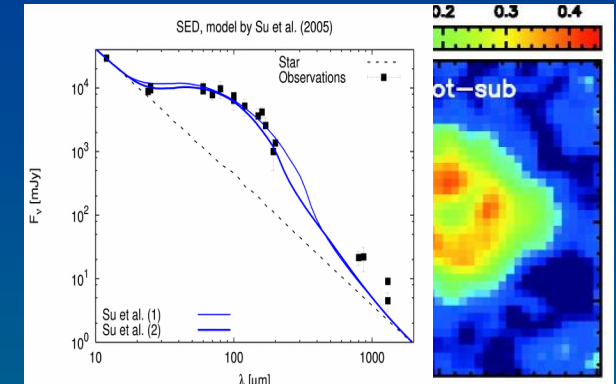 SED, model by Su et al. (2005)
Star
Observations
10⁴
10³
10²
10¹
10⁰
F_ν [mJy]
Su et al. (1)
Su et al. (2)
10
100
1000
λ [μm]
0.2 0.3 0.4
ot−sub